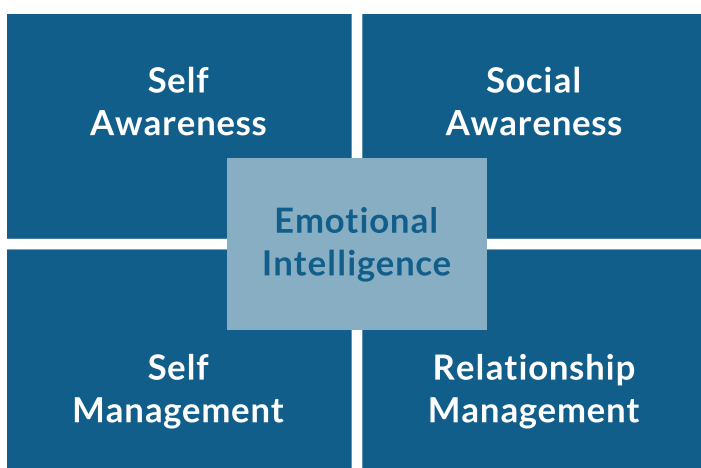 Self
Awareness
Social
Awareness
Emotional
Intelligence
Self
Management
Relationship
Management